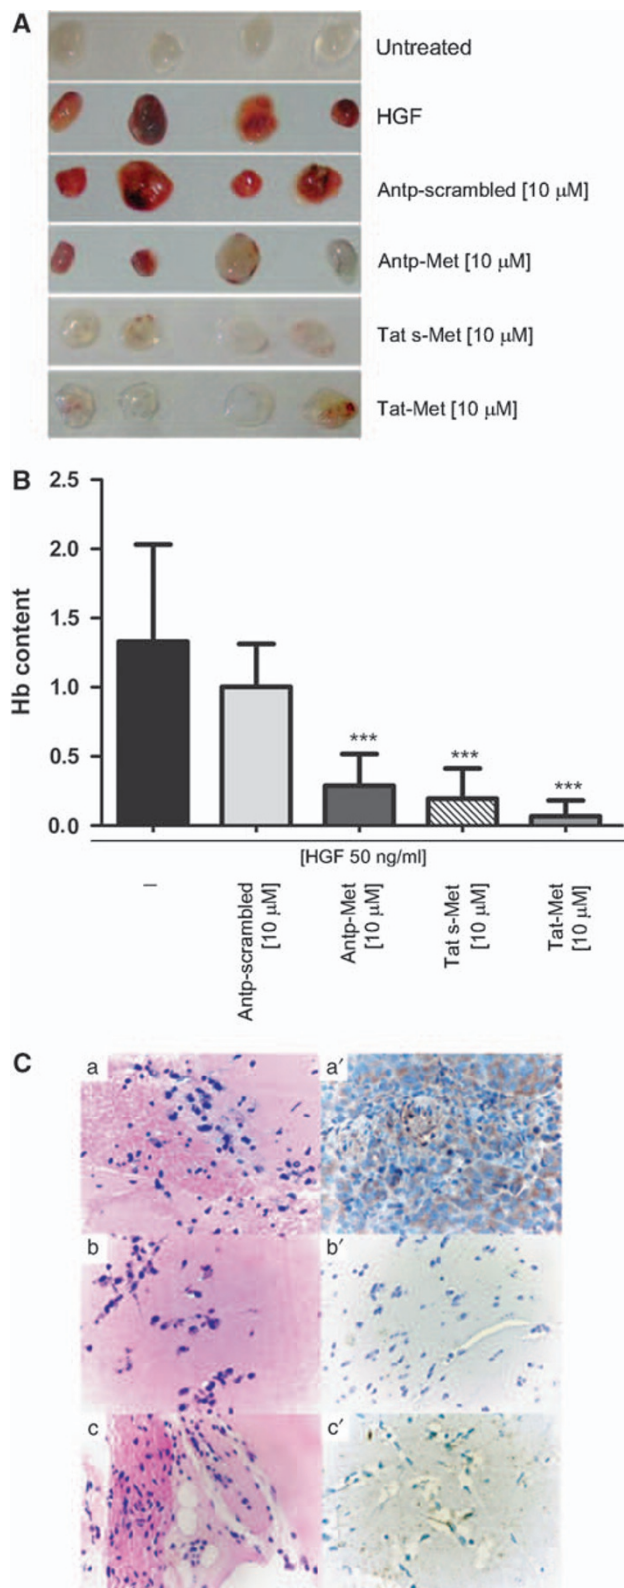 A
Untreated
HGF
Antp-scrambled [10 μM]
Antp-Met [10 μM]
Tat s-Met [10 μM]
Tat-Met [10 μM]
B
Hb content
2.5
2.0
1.5
1.0
0.5
0.0
***
***
***
[HGF 50 ng/ml]
–
Antp-scrambled
[10 μM]
Antp-Met
[10 μM]
Tat s-Met
[10 μM]
Tat-Met
[10 μM]
C
a
a′
b
b′
c
c′